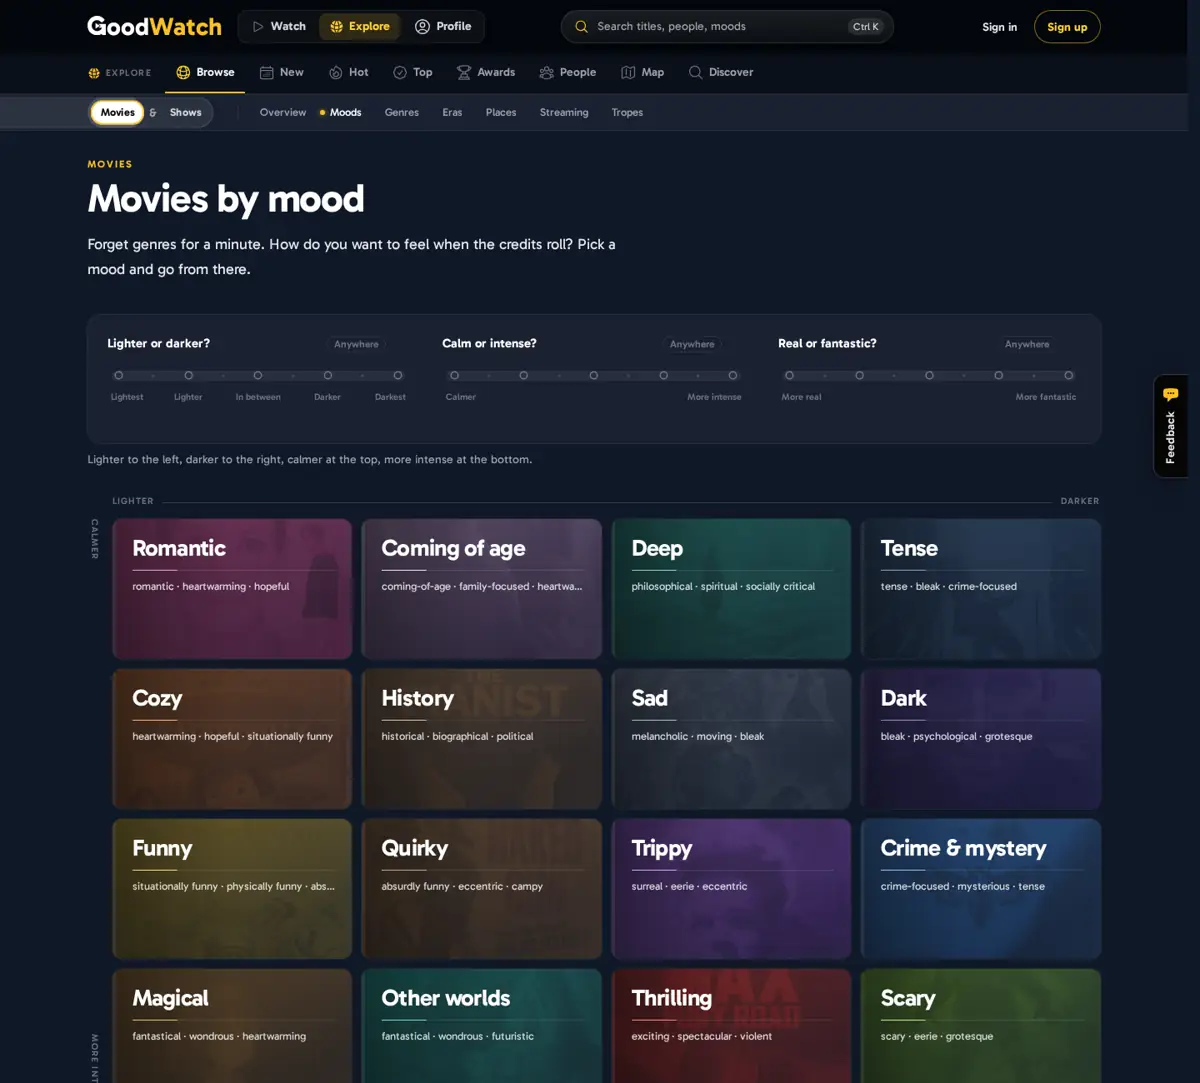 GoodWatch
Watch
Explore
Profile
Search titles, people, moods
Ctrl K
Sign in
Sign up
EXPLORE
Browse
New
Hot
Top
Awards
People
Map
Discover
Movies & Shows
Overview
Moods
Genres
Eras
Places
Streaming
Tropes
MOVIES
Movies by mood
Forget genres for a minute. How do you want to feel when the credits roll? Pick a
mood and go from there.
Lighter or darker?
Anywhere
Lightest
Lighter
In between
Darker
Darkest
Calm or intense?
Anywhere
Calmer
More intense
Real or fantastic?
Anywhere
More real
More fantastic
Feedback
Lighter to the left, darker to the right, calmer at the top, more intense at the bottom.
LIGHTER
DARKER
CALMER
Romantic
romantic · heartwarming · hopeful
Coming of age
coming-of-age · family-focused · heartwa...
Deep
philosophical · spiritual · socially critical
Tense
tense · bleak · crime-focused
Cozy
heartwarming · hopeful · situationally funny
THE
ANIST
History
historical · biographical · political
Sad
melancholic · moving · bleak
Dark
bleak · psychological · grotesque
Funny
situationally funny · physically funny · abs...
Quirky
absurdly funny · eccentric · campy
Trippy
surreal · eerie · eccentric
Crime & mystery
crime-focused · mysterious · tense
MORE INT
Magical
fantastical · wondrous · heartwarming
Other worlds
fantastical · wondrous · futuristic
Thrilling
AX
ROAD
exciting · spectacular · violent
Scary
scary · eerie · grotesque